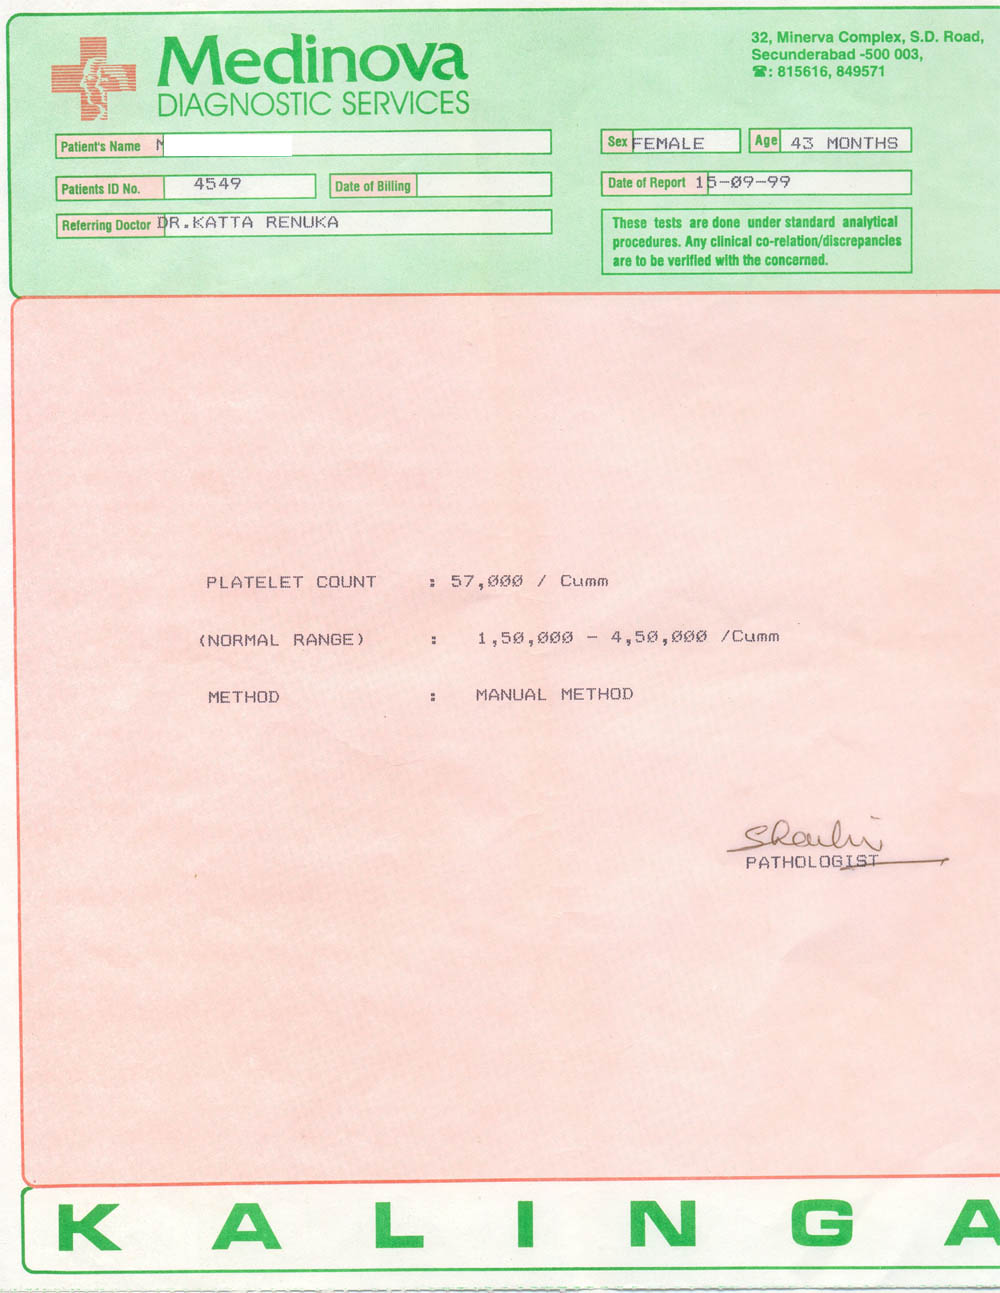 Medinova
DIAGNOSTIC SERVICES
32, Minerva Complex, S.D. Road,
Secunderabad -500 003,
☎: 815616, 849571
Patient's Name M
Sex FEMALE
Age 43 MONTHS
Patients ID No. 4549
Date of Billing
Date of Report 15-09-99
Referring Doctor DR.KATTA RENUKA
These tests are done under standard analytical
procedures. Any clinical co-relation/discrepancies
are to be verified with the concerned.
PLATELET COUNT : 57,000 / Cumm
(NORMAL RANGE) : 1,50,000 - 4,50,000 /Cumm
METHOD : MANUAL METHOD
PATHOLOGIST
KALINGA